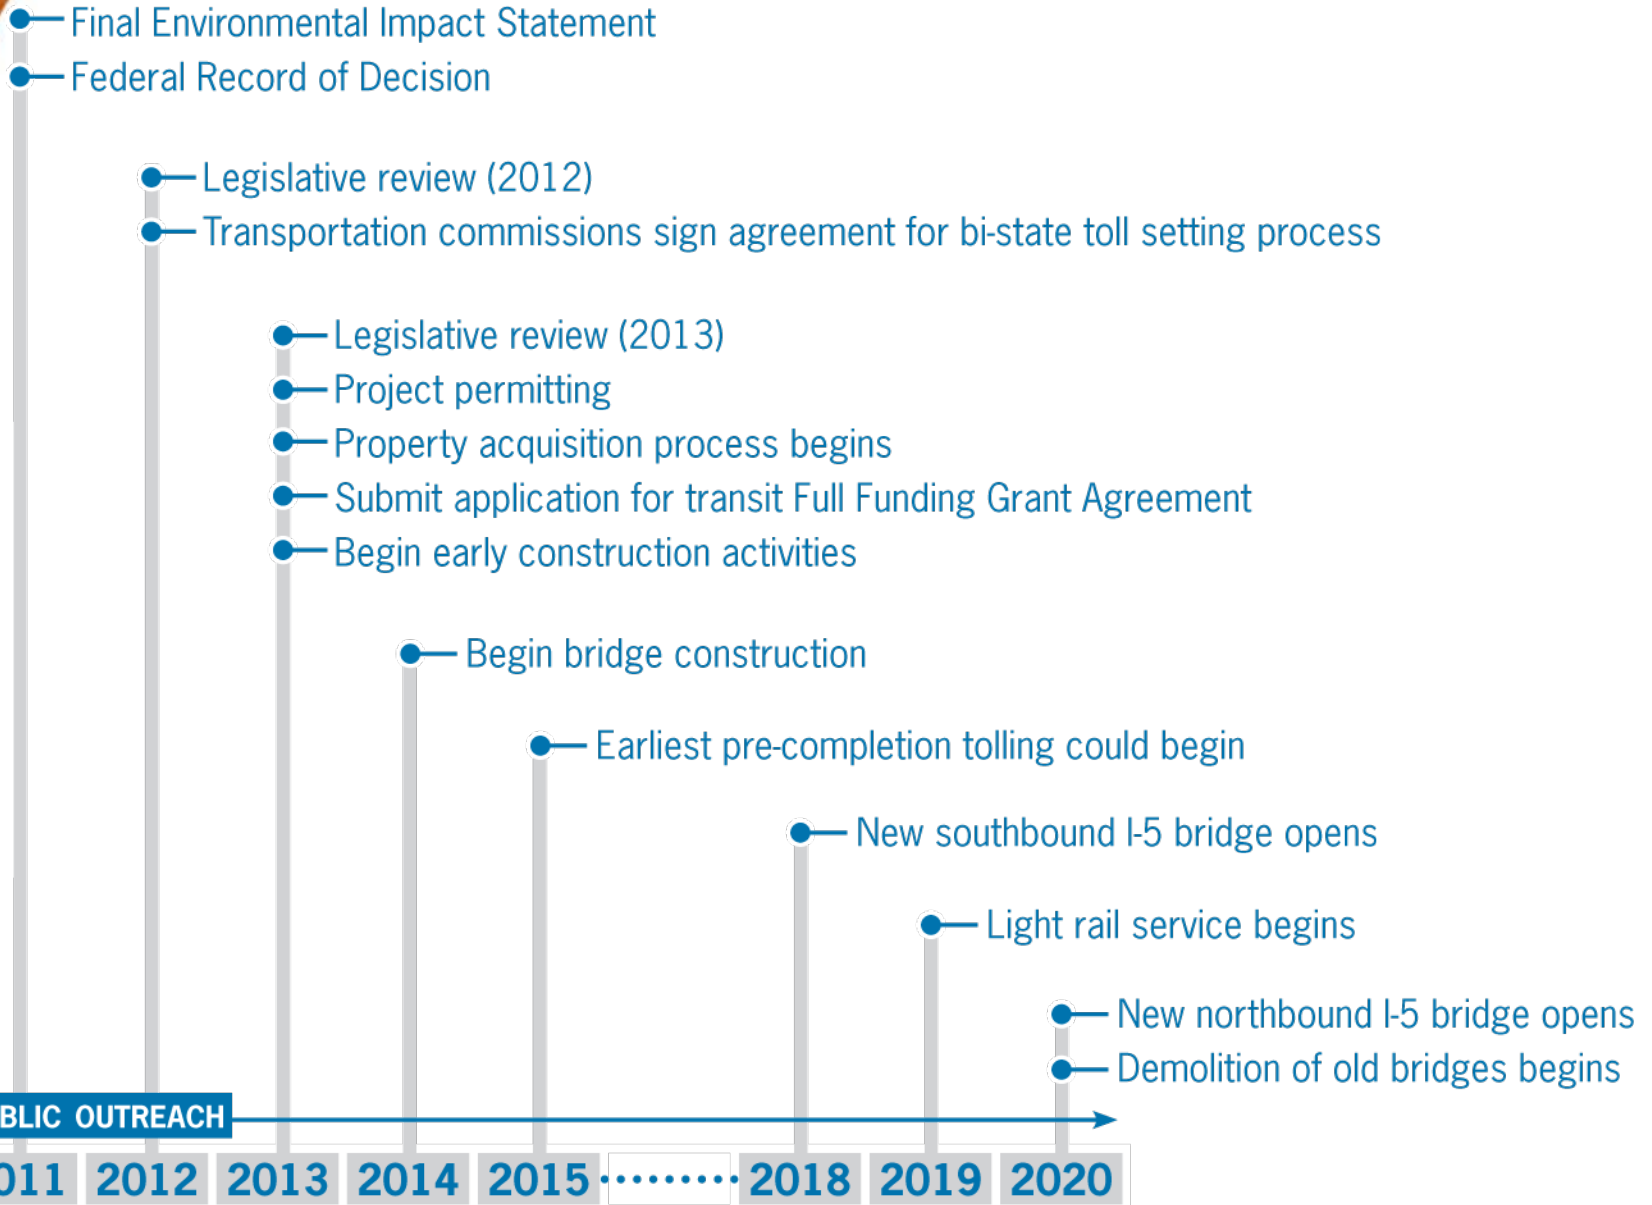 Final Environmental Impact Statement
Federal Record of Decision
Legislative review (2012)
Transportation commissions sign agreement for bi-state toll setting process
Legislative review (2013)
Project permitting
Property acquisition process begins
Submit application for transit Full Funding Grant Agreement
Begin early construction activities
Begin bridge construction
Earliest pre-completion tolling could begin
New southbound I-5 bridge opens
Light rail service begins
New northbound I-5 bridge opens
Demolition of old bridges begins
BLIC OUTREACH
011 2012 2013 2014 2015 2018 2019 2020